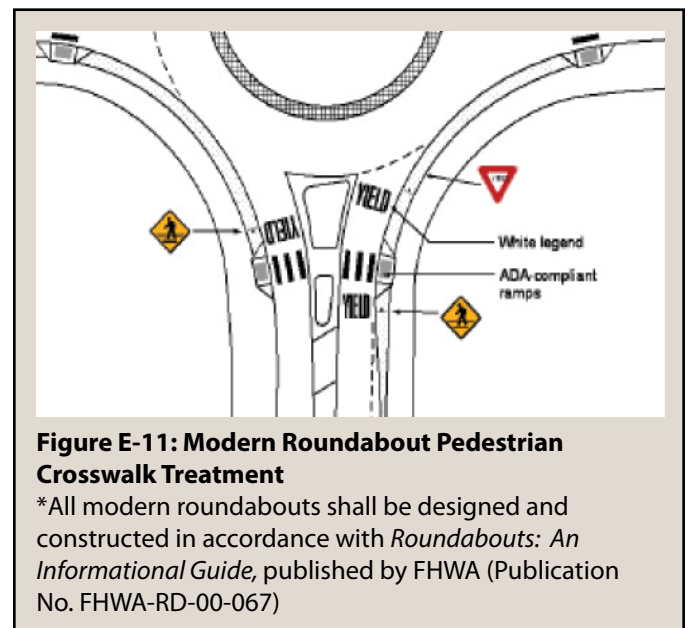 YIELD
YIELD
White legend
ADA-compliant
ramps
YIELD
Figure E-11: Modern Roundabout Pedestrian
Crosswalk Treatment
*All modern roundabouts shall be designed and
constructed in accordance with Roundabouts: An
Informational Guide, published by FHWA (Publication
No. FHWA-RD-00-067)